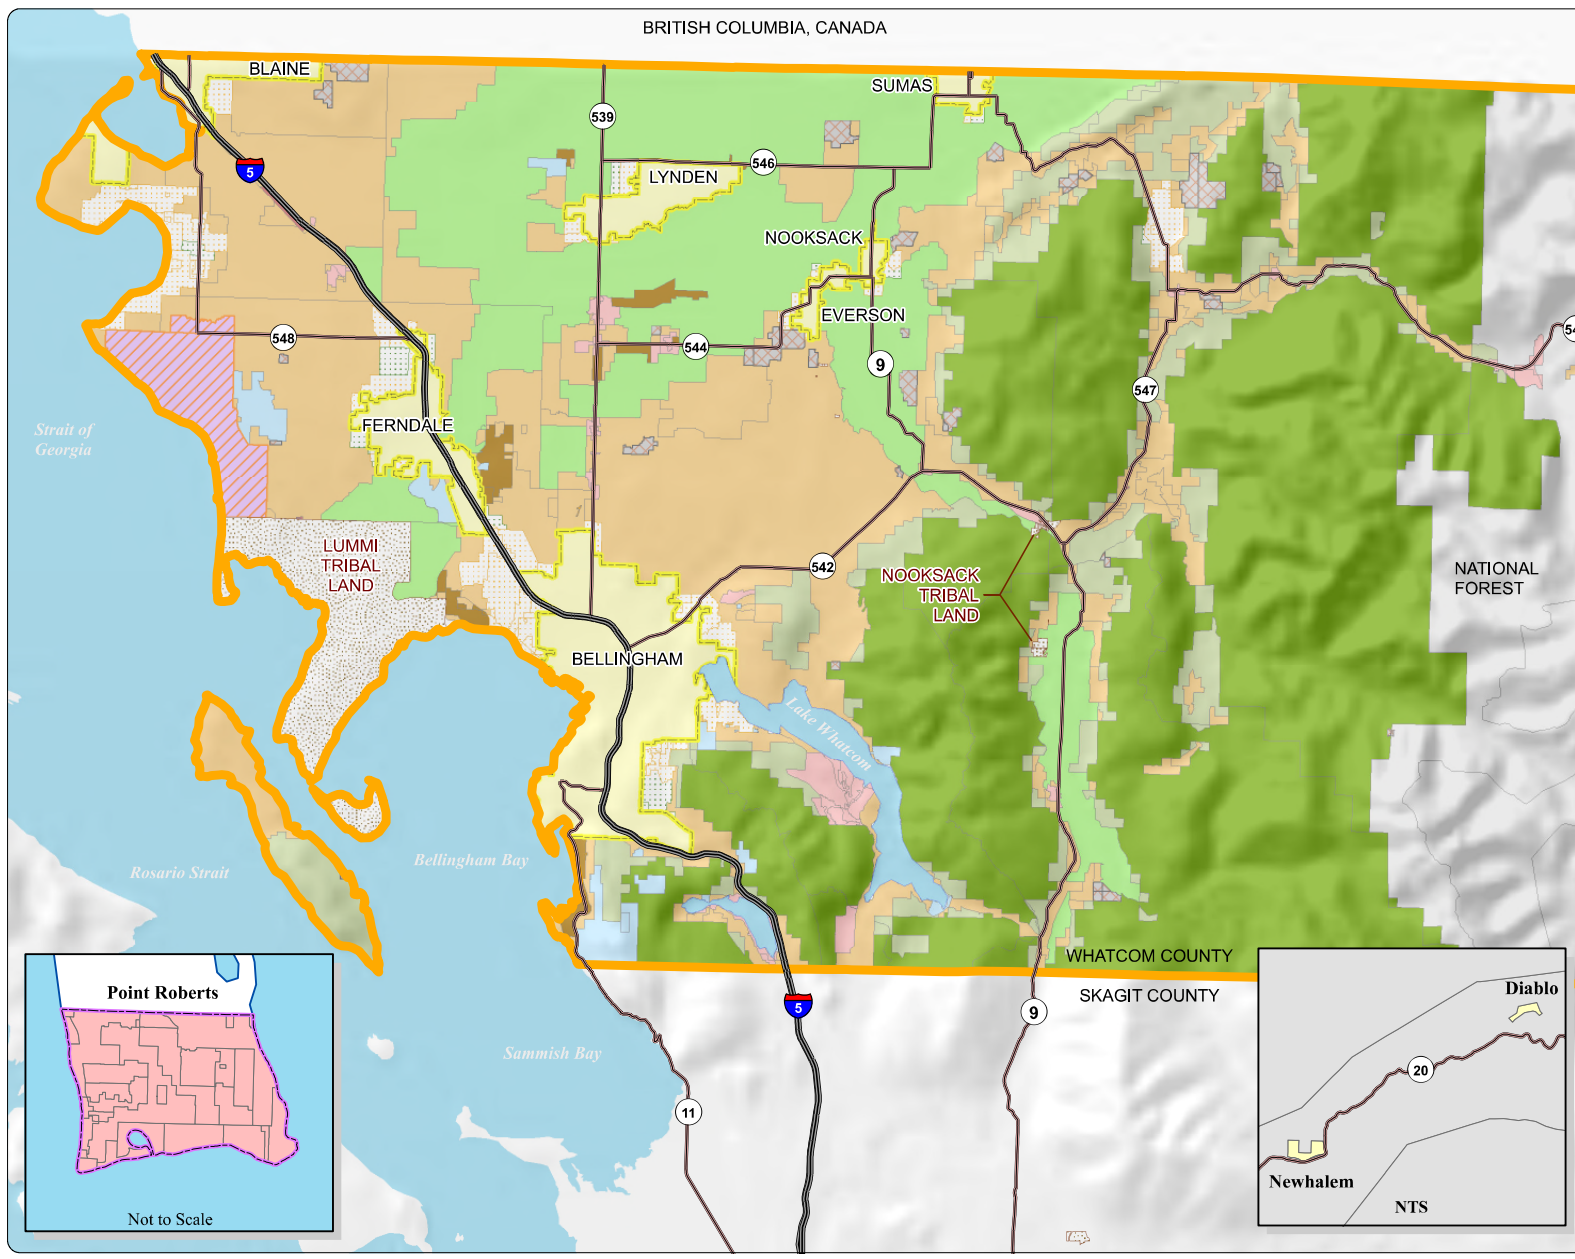 BRITISH COLUMBIA, CANADA
BLAINE
SUMAS
539
546
5
LYNDEN
NOOKSACK
EVERSON
548
544
9
54
547
FERNDALE
Strait of
Georgia
LUMMI
TRIBAL
LAND
542
NOOKSACK
TRIBAL
LAND
NATIONAL
FOREST
BELLINGHAM
Lake Whatcom
Bellingham Bay
Rosario Strait
WHATCOM COUNTY
SKAGIT COUNTY
5
9
Point Roberts
Not to Scale
Sammish Bay
11
Diablo
20
Newhalem
NTS